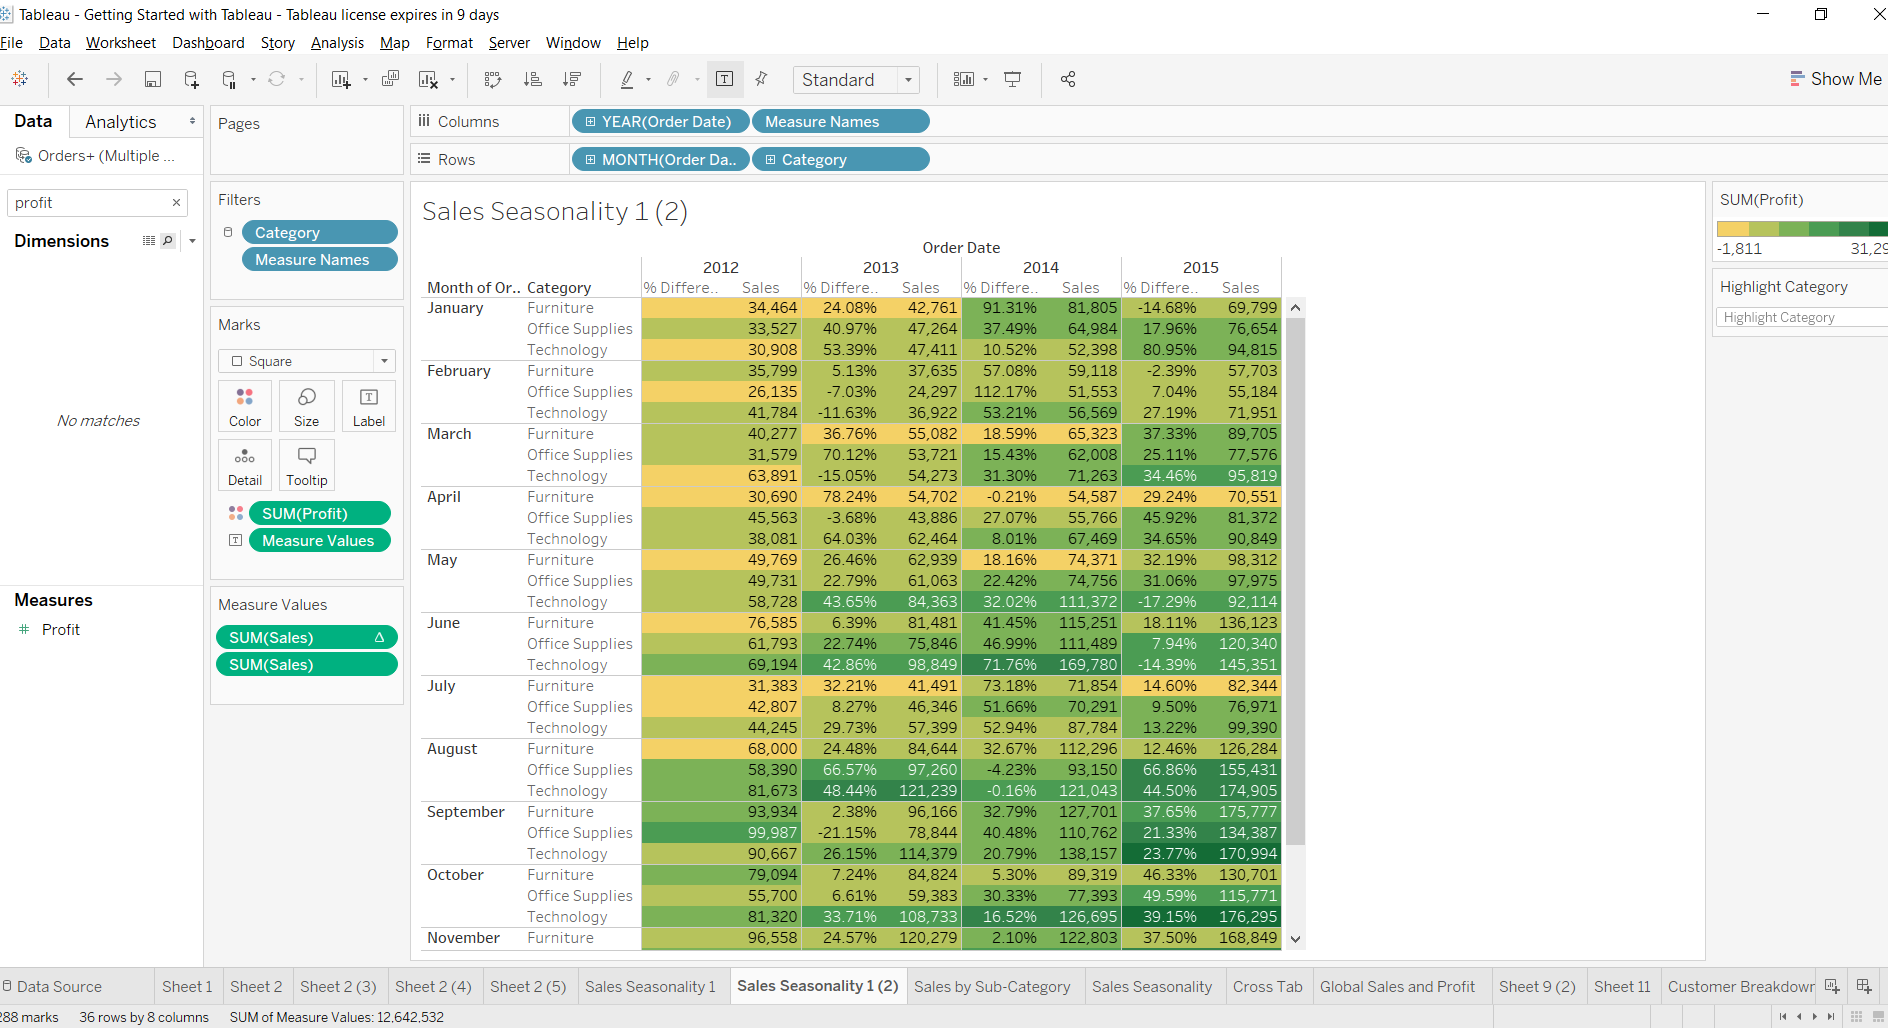 Tableau - Getting Started with Tableau - Tableau license expires in 9 days
File Data Worksheet Dashboard Story Analysis Map Format Server Window Help
Standard
Show Me
Data Analytics
Orders+ (Multiple ...
profit
Dimensions
No matches
Measures
Profit
Pages
Filters
Category
Measure Names
Marks
Square
Color Size Label
Detail Tooltip
SUM(Profit)
Measure Values
Measure Values
SUM(Sales) Δ
SUM(Sales)
Columns YEAR(Order Date) Measure Names
Rows MONTH(Order Da.. Category
Sales Seasonality 1 (2)
Order Date
2012 2013 2014 2015
Month of Or.. Category % Differe.. Sales % Differe.. Sales % Differe.. Sales % Differe.. Sales
January Furniture 34,464 24.08% 42,761 91.31% 81,805 -14.68% 69,799
Office Supplies 33,527 40.97% 47,264 37.49% 64,984 17.96% 76,654
Technology 30,908 53.39% 47,411 10.52% 52,398 80.95% 94,815
February Furniture 35,799 5.13% 37,635 57.08% 59,118 -2.39% 57,703
Office Supplies 26,135 -7.03% 24,297 112.17% 51,553 7.04% 55,184
Technology 41,784 -11.63% 36,922 53.21% 56,569 27.19% 71,951
March Furniture 40,277 36.76% 55,082 18.59% 65,323 37.33% 89,705
Office Supplies 31,579 70.12% 53,721 15.43% 62,008 25.11% 77,576
Technology 63,891 -15.05% 54,273 31.30% 71,263 34.46% 95,819
April Furniture 30,690 78.24% 54,702 -0.21% 54,587 29.24% 70,551
Office Supplies 45,563 -3.68% 43,886 27.07% 55,766 45.92% 81,372
Technology 38,081 64.03% 62,464 8.01% 67,469 34.65% 90,849
May Furniture 49,769 26.46% 62,939 18.16% 74,371 32.19% 98,312
Office Supplies 49,731 22.79% 61,063 22.42% 74,756 31.06% 97,975
Technology 58,728 43.65% 84,363 32.02% 111,372 -17.29% 92,114
June Furniture 76,585 6.39% 81,481 41.45% 115,251 18.11% 136,123
Office Supplies 61,793 22.74% 75,846 46.99% 111,489 7.94% 120,340
Technology 69,194 42.86% 98,849 71.76% 169,780 -14.39% 145,351
July Furniture 31,383 32.21% 41,491 73.18% 71,854 14.60% 82,344
Office Supplies 42,807 8.27% 46,346 51.66% 70,291 9.50% 76,971
Technology 44,245 29.73% 57,399 52.94% 87,784 13.22% 99,390
August Furniture 68,000 24.48% 84,644 32.67% 112,296 12.46% 126,284
Office Supplies 58,390 66.57% 97,260 -4.23% 93,150 66.86% 155,431
Technology 81,673 48.44% 121,239 -0.16% 121,043 44.50% 174,905
September Furniture 93,934 2.38% 96,166 32.79% 127,701 37.65% 175,777
Office Supplies 99,987 -21.15% 78,844 40.48% 110,762 21.33% 134,387
Technology 90,667 26.15% 114,379 20.79% 138,157 23.77% 170,994
October Furniture 79,094 7.24% 84,824 5.30% 89,319 46.33% 130,701
Office Supplies 55,700 6.61% 59,383 30.33% 77,393 49.59% 115,771
Technology 81,320 33.71% 108,733 16.52% 126,695 39.15% 176,295
November Furniture 96,558 24.57% 120,279 2.10% 122,803 37.50% 168,849
SUM(Profit)
-1,811 31,29
Highlight Category
Highlight Category
Data Source Sheet 1 Sheet 2 Sheet 2 (3) Sheet 2 (4) Sheet 2 (5) Sales Seasonality 1 Sales Seasonality 1 (2) Sales by Sub-Category Sales Seasonality Cross Tab Global Sales and Profit Sheet 9 (2) Sheet 11 Customer Breakdown
288 marks 36 rows by 8 columns SUM of Measure Values: 12,642,532